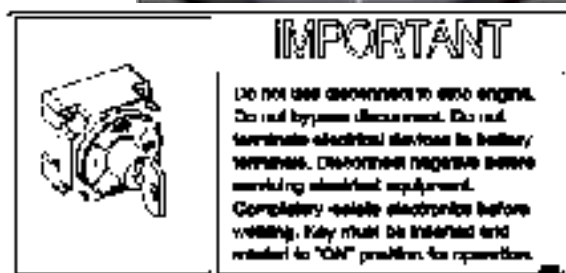 IMPORTANT
Do not use disconnect to stop engine.
Do not bypass disconnect. Do not
terminate electrical devices to battery
terminals. Disconnect negative before
servicing electrical equipment.
Completely isolate electronics before
welding. Key must be inserted and
rotated to "ON" position for operation.